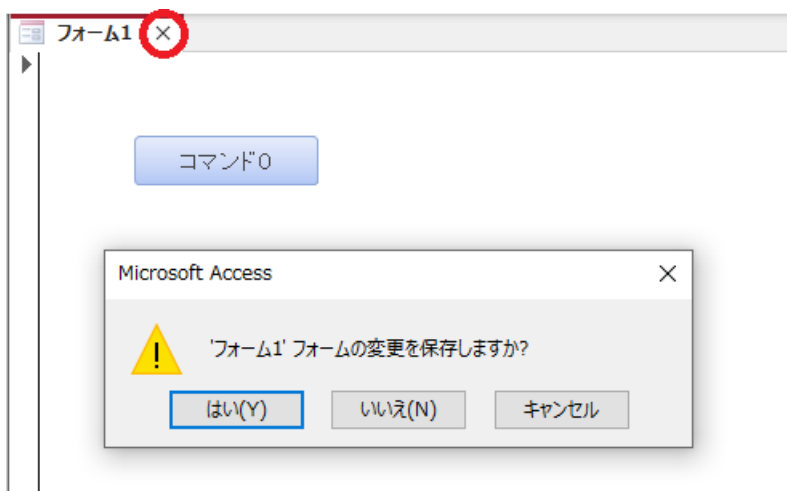 フォーム1
コマンド0
Microsoft Access
'フォーム1' フォームの変更を保存しますか?
はい(Y) いいえ(N) キャンセル